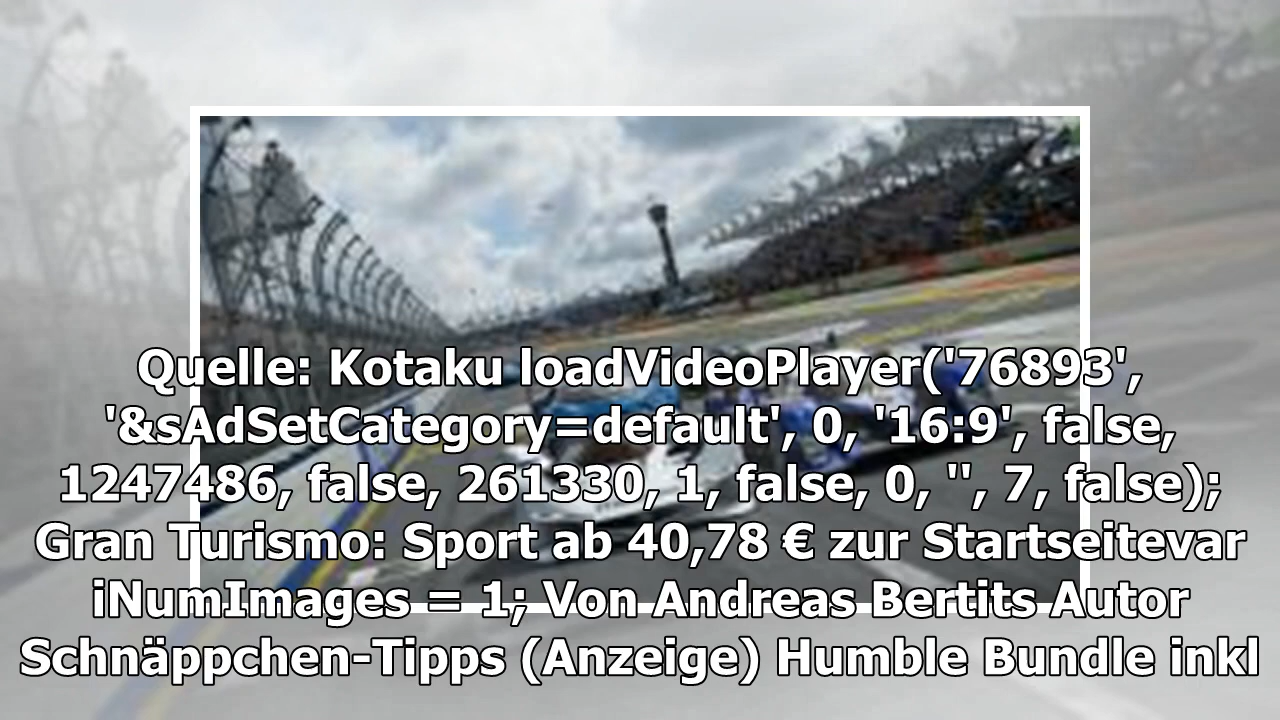 Quelle: Kotaku loadVideoPlayer('76893',
'&sAdSetCategory=default', 0, '16:9', false,
1247486, false, 261330, 1, false, 0, '', 7, false);
Gran Turismo: Sport ab 40,78 € zur Startseitevar
iNumImages = 1; Von Andreas Bertits Autor
Schnäppchen-Tipps (Anzeige) Humble Bundle inkl